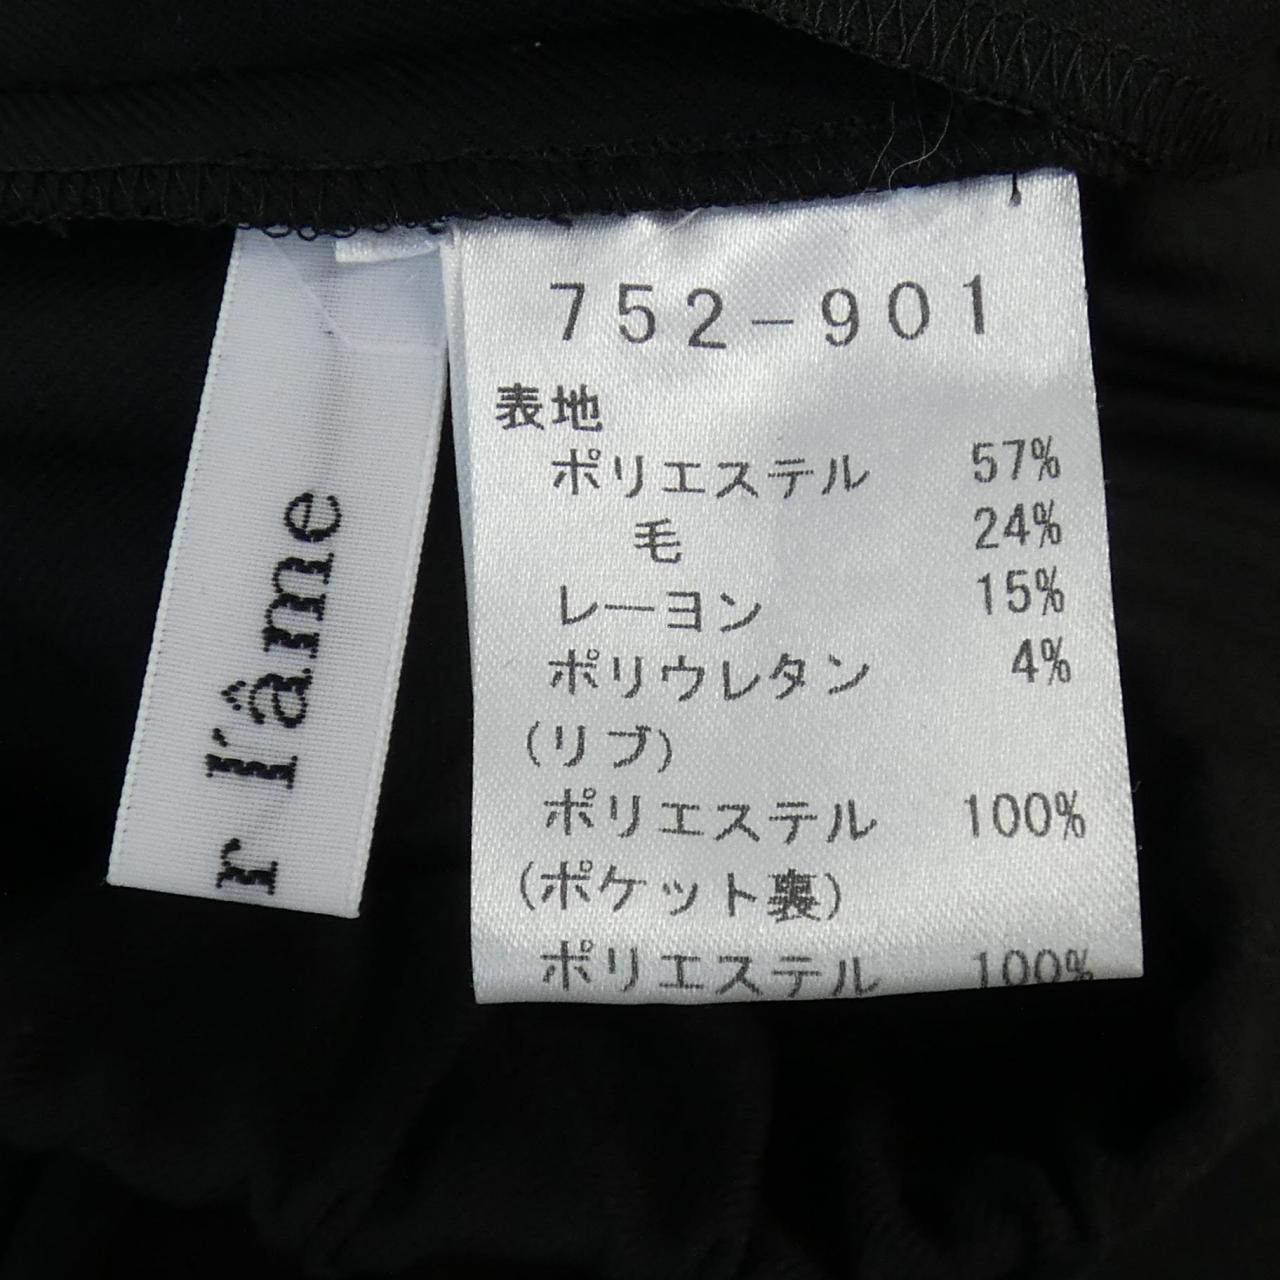 r l'âme
752-901
表地
ポリエステル 57%
毛 24%
レーヨン 15%
ポリウレタン 4%
(リブ)
ポリエステル 100%
(ポケット裏)
ポリエステル 100%